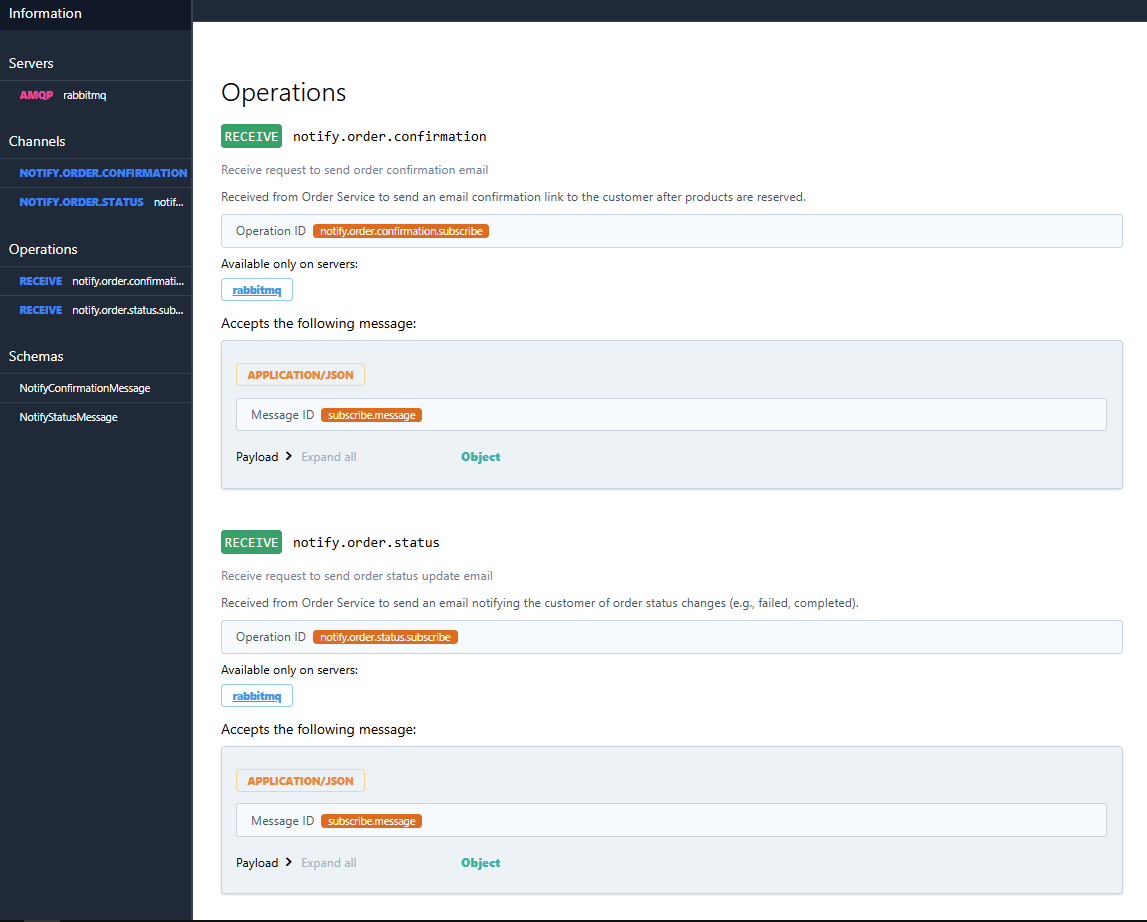 Information
Servers
AMQP rabbitmq
Channels
NOTIFY.ORDER.CONFIRMATION
NOTIFY.ORDER.STATUS notif...
Operations
RECEIVE notify.order.confirmati...
RECEIVE notify.order.status.sub...
Schemas
NotifyConfirmationMessage
NotifyStatusMessage
Operations
RECEIVE notify.order.confirmation
Receive request to send order confirmation email
Received from Order Service to send an email confirmation link to the customer after products are reserved.
Operation ID notify.order.confirmation.subscribe
Available only on servers:
rabbitmq
Accepts the following message:
APPLICATION/JSON
Message ID subscribe.message
Payload Expand all Object
RECEIVE notify.order.status
Receive request to send order status update email
Received from Order Service to send an email notifying the customer of order status changes (e.g., failed, completed).
Operation ID notify.order.status.subscribe
Available only on servers:
rabbitmq
Accepts the following message:
APPLICATION/JSON
Message ID subscribe.message
Payload Expand all Object